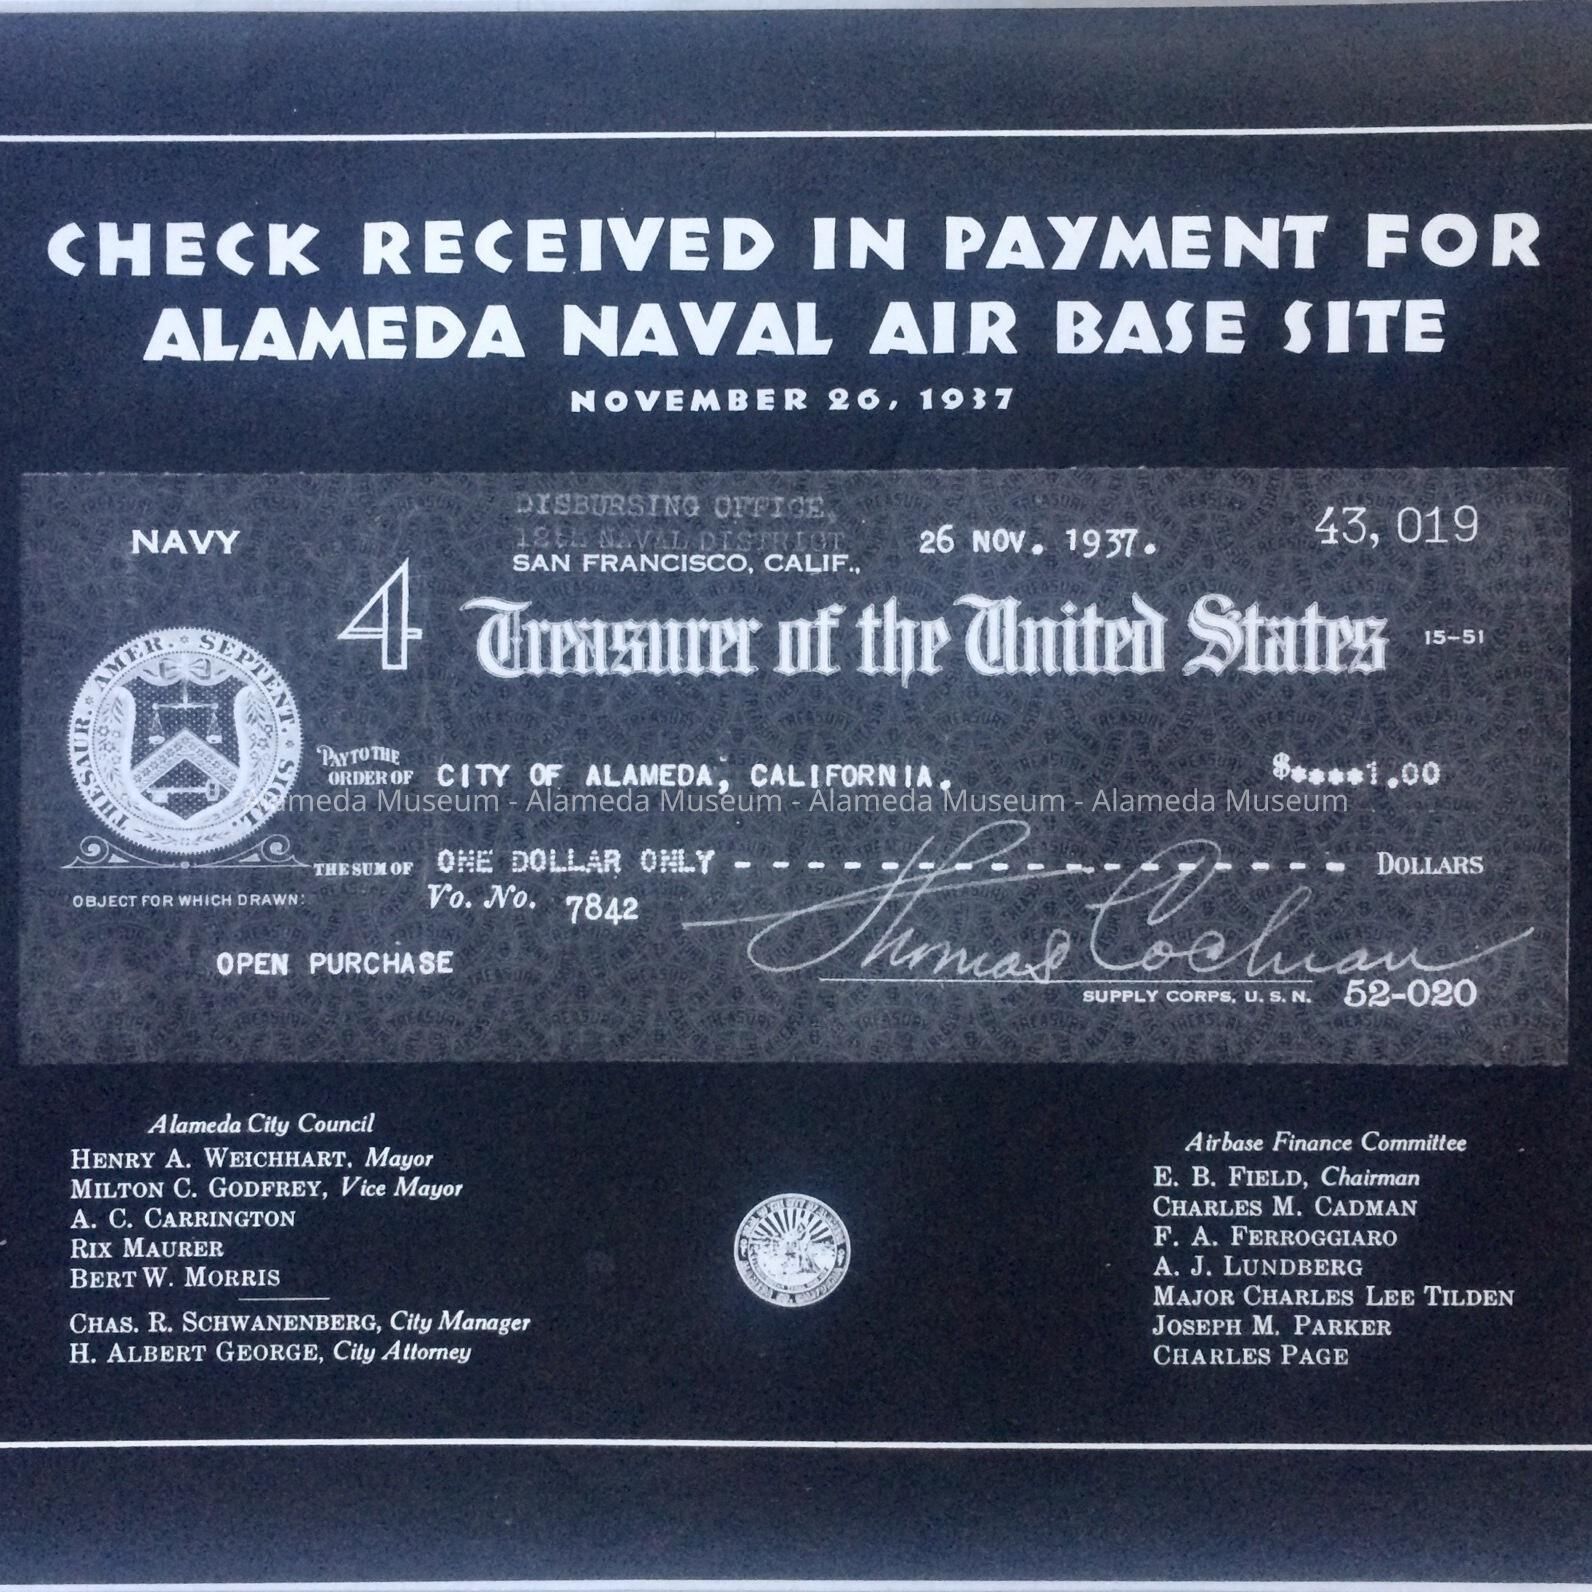 CHECK RECEIVED IN PAYMENT FOR
ALAMEDA NAVAL AIR BASE SITE
NOVEMBER 26, 1937
DISBURSING OFFICE,
12th NAVAL DISTRICT
NAVY
SAN FRANCISCO, CALIF.,
26 NOV. 1937.
43,019
4
Treasurer of the United States
15-51
THESAUR. AMER. SEPTENT. SIGIL.
PAY TO THE
ORDER OF
CITY OF ALAMEDA, CALIFORNIA.
$****1.00
Alameda Museum - Alameda Museum - Alameda Museum - Alameda Museum
THE SUM OF
ONE DOLLAR ONLY - - - - - - - - - - - - - - - - - DOLLARS
OBJECT FOR WHICH DRAWN:
Vo. No. 7842
OPEN PURCHASE
Thomas Cochran
SUPPLY CORPS, U. S. N.
52-020
Alameda City Council
HENRY A. WEICHHART, Mayor
MILTON C. GODFREY, Vice Mayor
A. C. CARRINGTON
RIX MAURER
BERT W. MORRIS
CHAS. R. SCHWANENBERG, City Manager
H. ALBERT GEORGE, City Attorney
Airbase Finance Committee
E. B. FIELD, Chairman
CHARLES M. CADMAN
F. A. FERROGGIARO
A. J. LUNDBERG
MAJOR CHARLES LEE TILDEN
JOSEPH M. PARKER
CHARLES PAGE